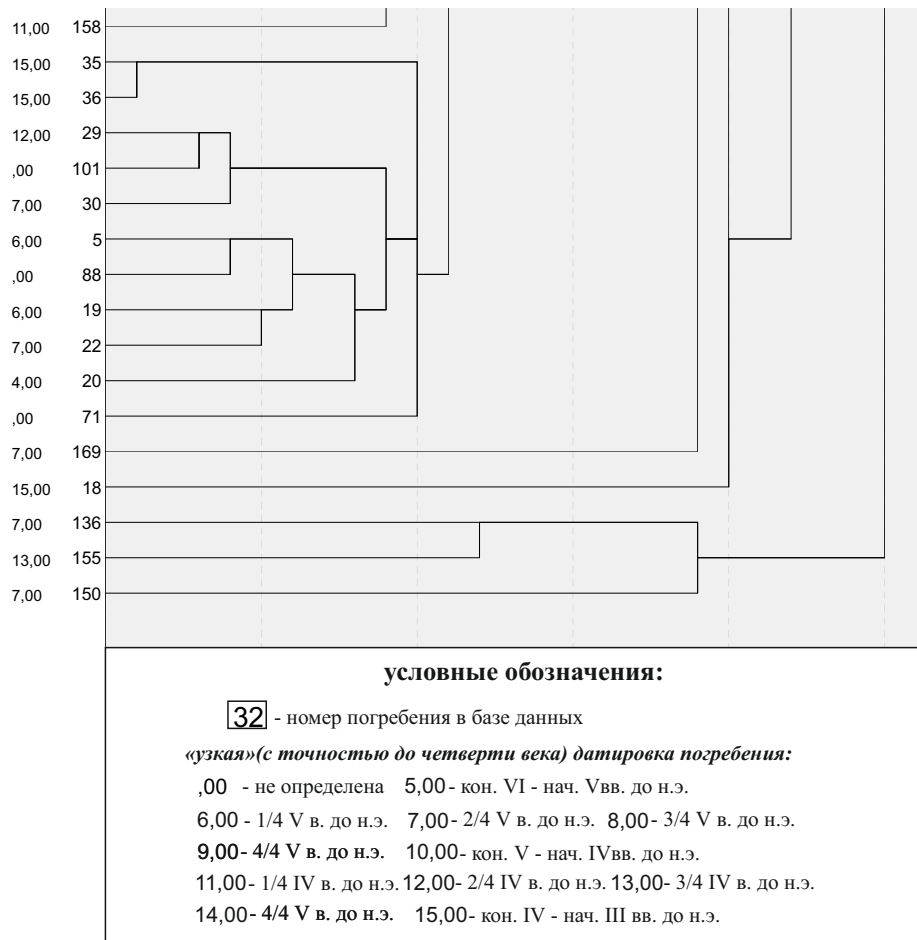 11,00 158
15,00 35
15,00 36
12,00 29
,00 101
7,00 30
6,00 5
,00 88
6,00 19
7,00 22
4,00 20
,00 71
7,00 169
15,00 18
7,00 136
13,00 155
7,00 150
условные обозначения:
32 - номер погребения в базе данных
«узкая»(с точностью до четверти века) датировка погребения:
,00 - не определена 5,00- кон. VI - нач. Vвв. до н.э.
6,00 - 1/4 V в. до н.э. 7,00- 2/4 V в. до н.э. 8,00- 3/4 V в. до н.э.
9,00- 4/4 V в. до н.э. 10,00- кон. V - нач. IVвв. до н.э.
11,00- 1/4 IV в. до н.э. 12,00- 2/4 IV в. до н.э. 13,00- 3/4 IV в. до н.э.
14,00- 4/4 V в. до н.э. 15,00- кон. IV - нач. III вв. до н.э.